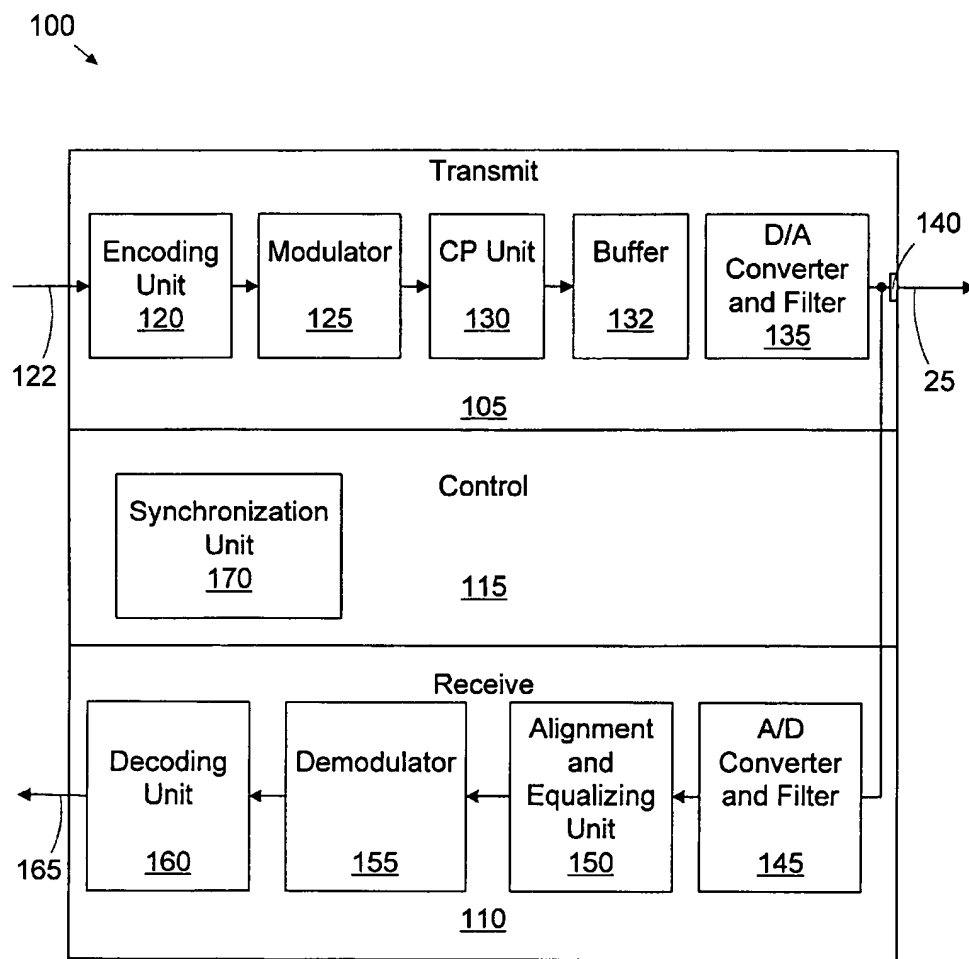 100
Transmit
Encoding
Unit
120
Modulator
125
CP Unit
130
Buffer
132
D/A
Converter
and Filter
135
140
122
25
105
Control
Synchronization
Unit
170
115
Receive
Decoding
Unit
160
Demodulator
155
Alignment
and
Equalizing
Unit
150
A/D
Converter
and Filter
145
165
110